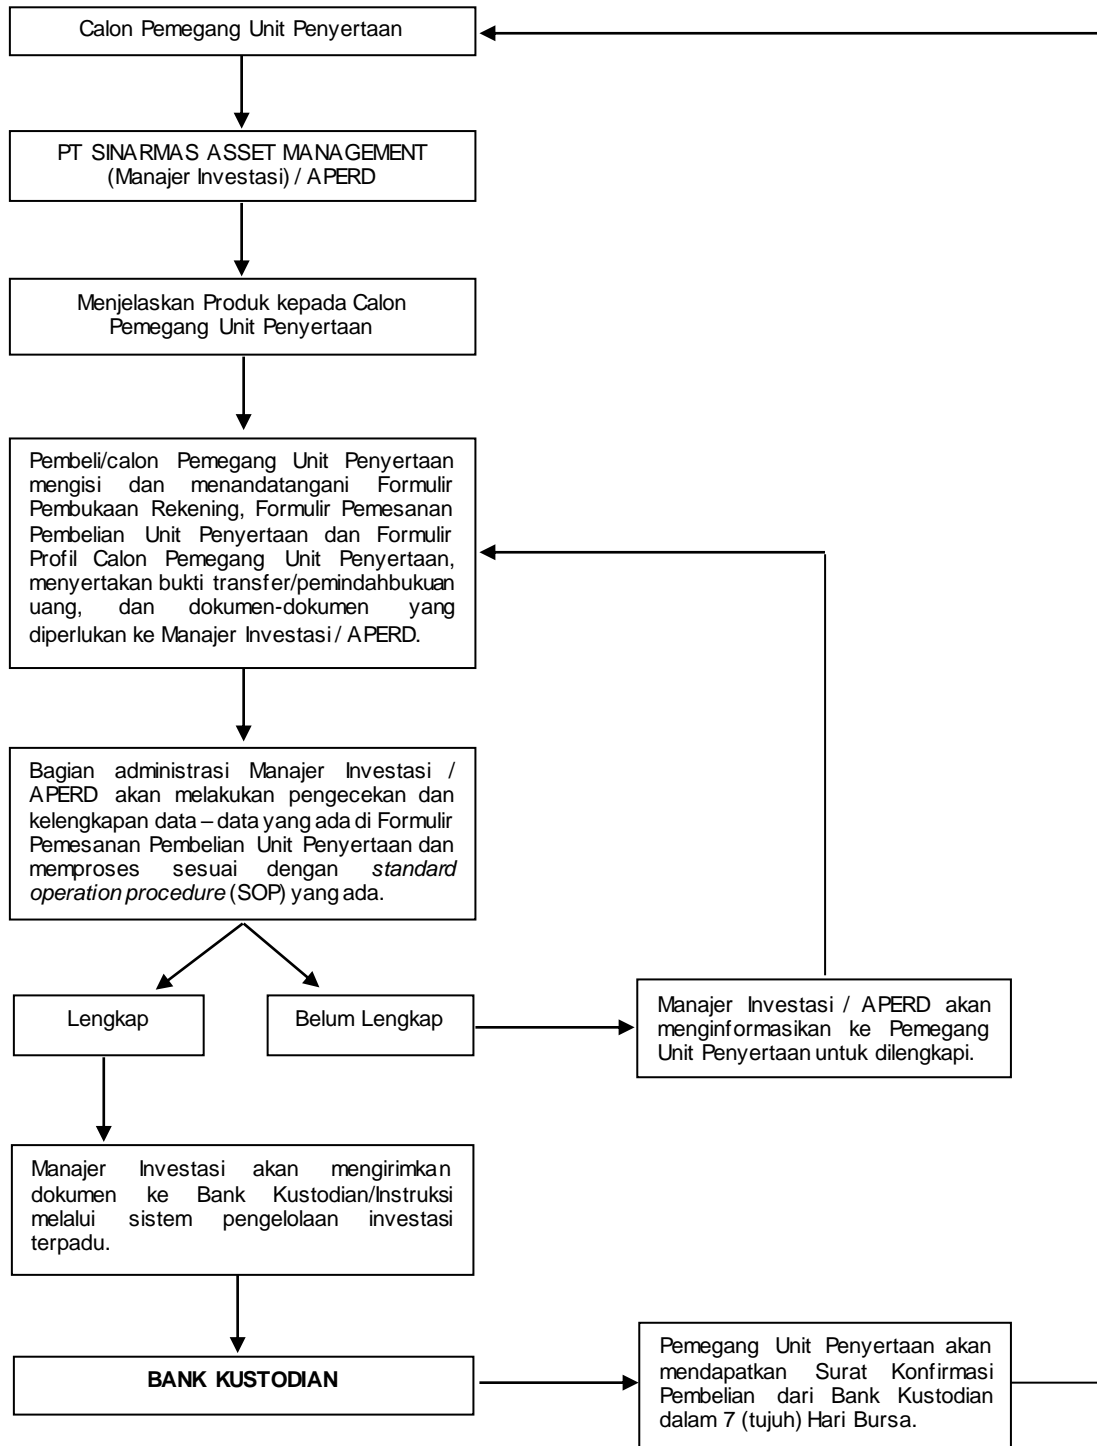 Calon Pemegang Unit Penyertaan
PT SINARMAS ASSET MANAGEMENT
(Manajer Investasi) / APERD
Menjelaskan Produk kepada Calon
Pemegang Unit Penyertaan
Pembeli/calon Pemegang Unit Penyertaan
mengisi dan menandatangani Formulir
Pembukaan Rekening, Formulir Pemesanan
Pembelian Unit Penyertaan dan Formulir
Profil Calon Pemegang Unit Penyertaan,
menyertakan bukti transfer/pemindahbukuan
uang, dan dokumen-dokumen yang
diperlukan ke Manajer Investasi / APERD.
Bagian administrasi Manajer Investasi /
APERD akan melakukan pengecekan dan
kelengkapan data – data yang ada di Formulir
Pemesanan Pembelian Unit Penyertaan dan
memproses sesuai dengan standard
operation procedure (SOP) yang ada.
Lengkap
Belum Lengkap
Manajer Investasi / APERD akan
menginformasikan ke Pemegang
Unit Penyertaan untuk dilengkapi.
Manajer Investasi akan mengirimkan
dokumen ke Bank Kustodian/Instruksi
melalui sistem pengelolaan investasi
terpadu.
BANK KUSTODIAN
Pemegang Unit Penyertaan akan
mendapatkan Surat Konfirmasi
Pembelian dari Bank Kustodian
dalam 7 (tujuh) Hari Bursa.